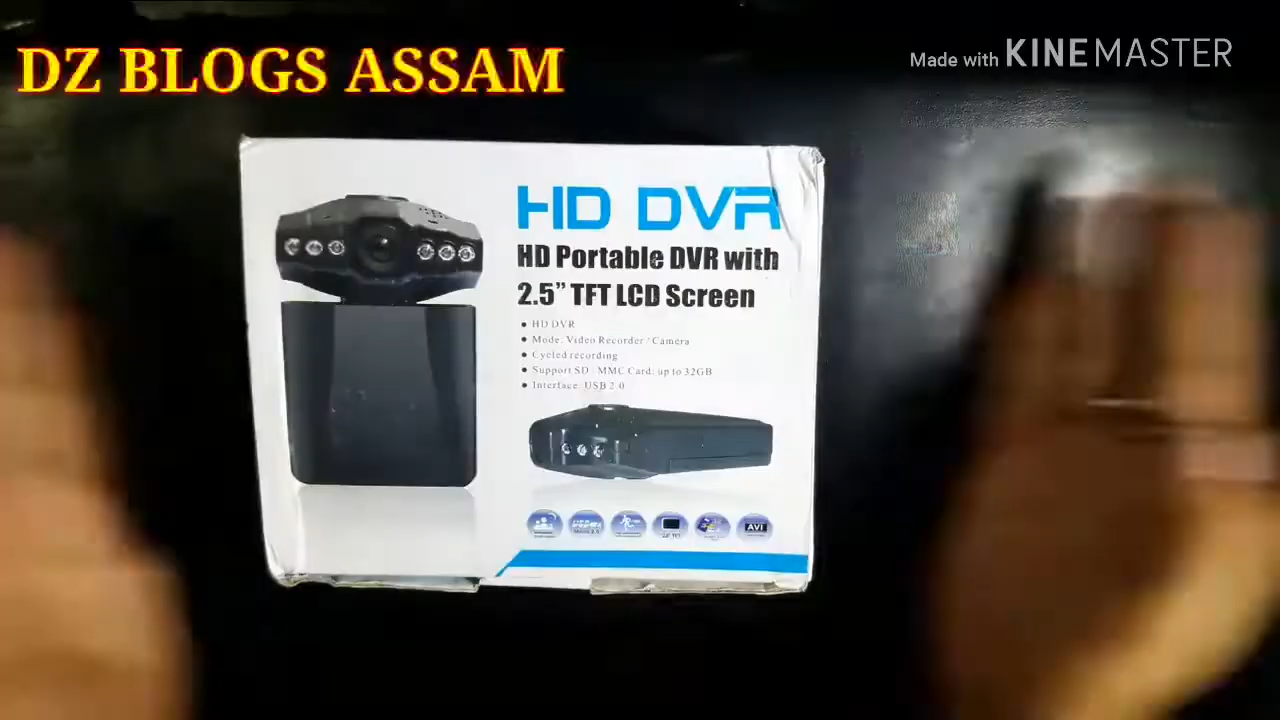 DZ BLOGS ASSAM
Made with KINEMASTER
HD DVR
HD Portable DVR with
2.5” TFT LCD Screen
● HD DVR
● Mode: Video Recorder / Camera
● Cycled recording
● Support SD / MMC Card: up to 32GB
● Interface: USB 2.0
AVI